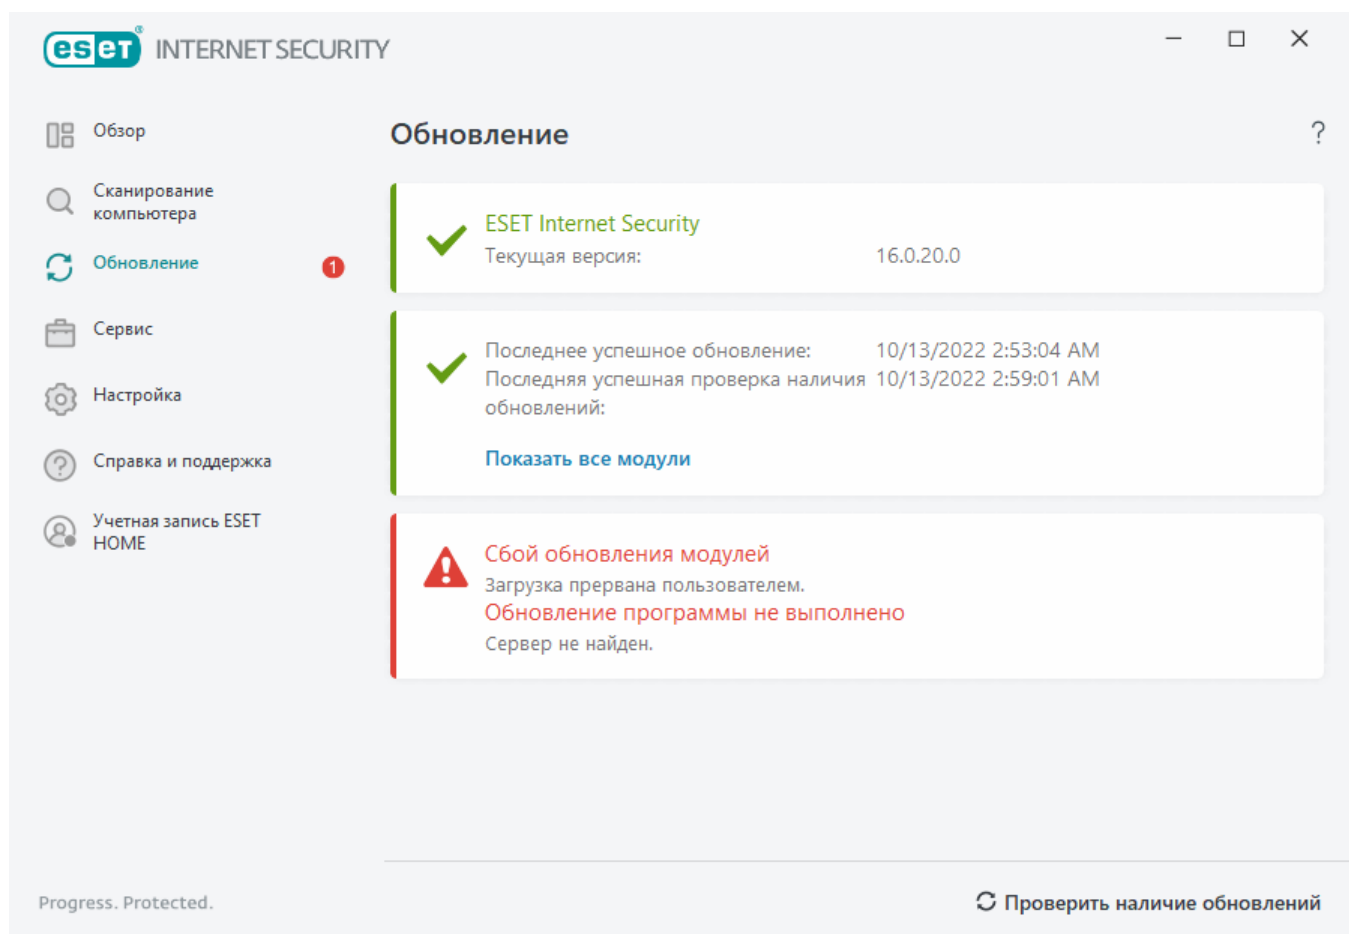 eset® INTERNET SECURITY
Обзор
Сканирование
компьютера
Обновление
1
Сервис
Настройка
Справка и поддержка
Учетная запись ESET
HOME
Обновление
?
ESET Internet Security
Текущая версия: 16.0.20.0
Последнее успешное обновление: 10/13/2022 2:53:04 AM
Последняя успешная проверка наличия 10/13/2022 2:59:01 AM
обновлений:
Показать все модули
Сбой обновления модулей
Загрузка прервана пользователем.
Обновление программы не выполнено
Сервер не найден.
Progress. Protected.
Проверить наличие обновлений